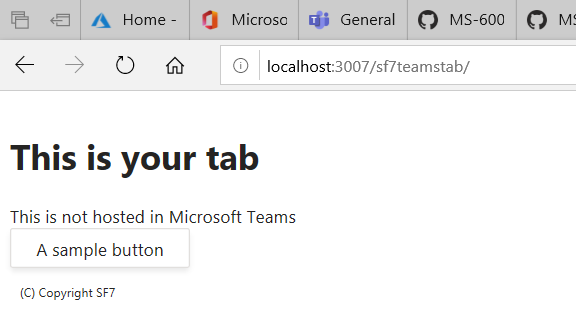 Home -
Microso
General
MS-600
MS
localhost:3007/sf7teamstab/
This is your tab
This is not hosted in Microsoft Teams
A sample button
(C) Copyright SF7